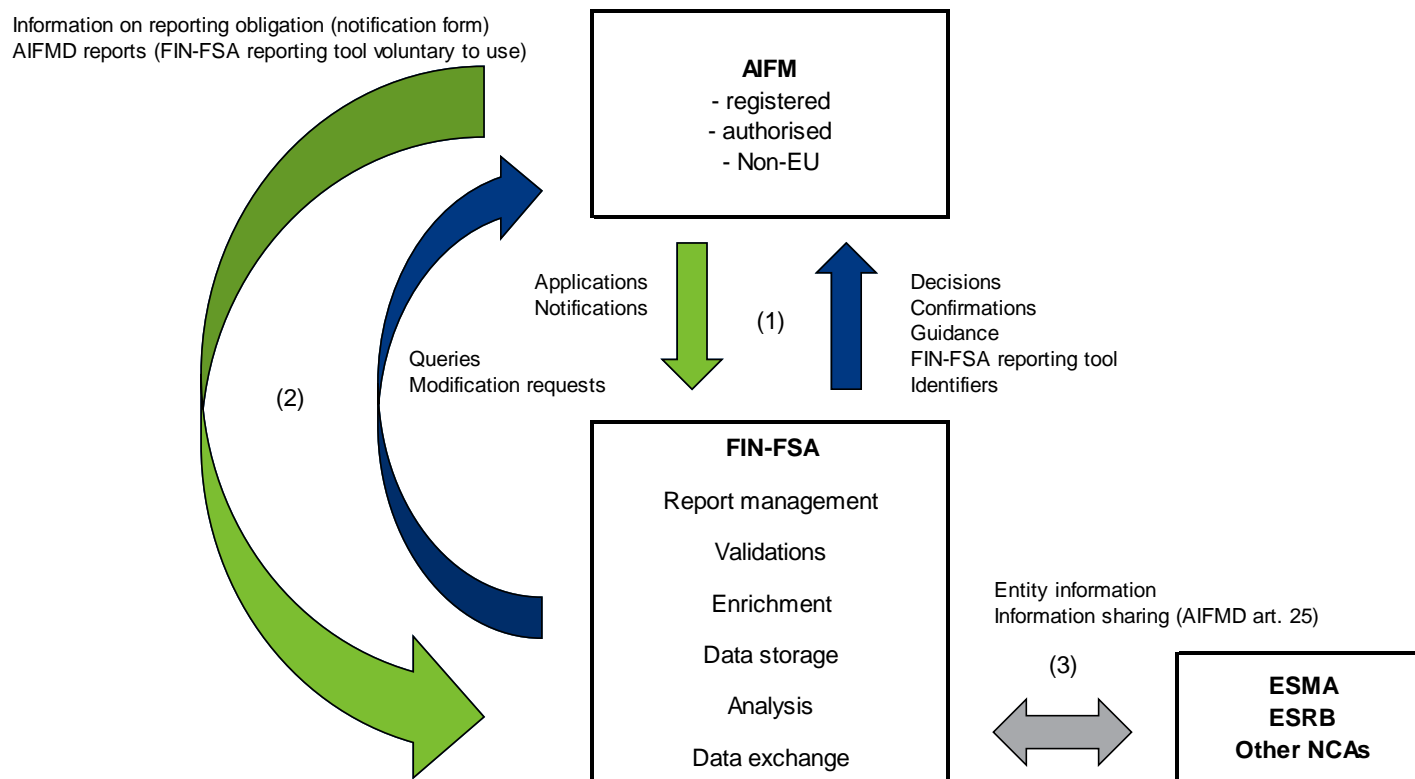 Information on reporting obligation (notification form)
AIFMD reports (FIN-FSA reporting tool voluntary to use)
AIFM
- registered
- authorised
- Non-EU
Applications
Notifications
(1)
Decisions
Confirmations
Guidance
FIN-FSA reporting tool
Identifiers
Queries
Modification requests
(2)
FIN-FSA
Report management
Validations
Enrichment
Data storage
Analysis
Data exchange
Entity information
Information sharing (AIFMD art. 25)
(3)
ESMA
ESRB
Other NCAs